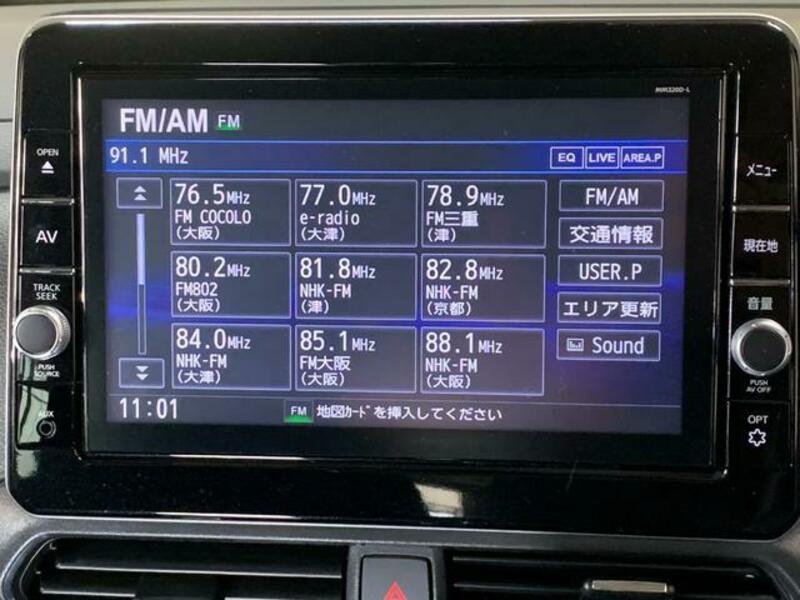 MM320D-L
FM/AM FM
91.1 MHz
EQ LIVE AREA.P
76.5MHz
FM COCOLO
(大阪)
77.0MHz
e-radio
(大津)
78.9MHz
FM三重
(津)
FM/AM
交通情報
80.2MHz
FM802
(大阪)
81.8MHz
NHK-FM
(津)
82.8MHz
NHK-FM
(京都)
USER.P
エリア更新
84.0MHz
NHK-FM
(大津)
85.1MHz
FM大阪
(大阪)
88.1MHz
NHK-FM
(大阪)
Sound
11:01
FM 地図ｶｰﾄﾞを挿入してください
OPEN
AV
TRACK
SEEK
PUSH
SOURCE
AUX
メニュー
現在地
音量
PUSH
AV OFF
OPT